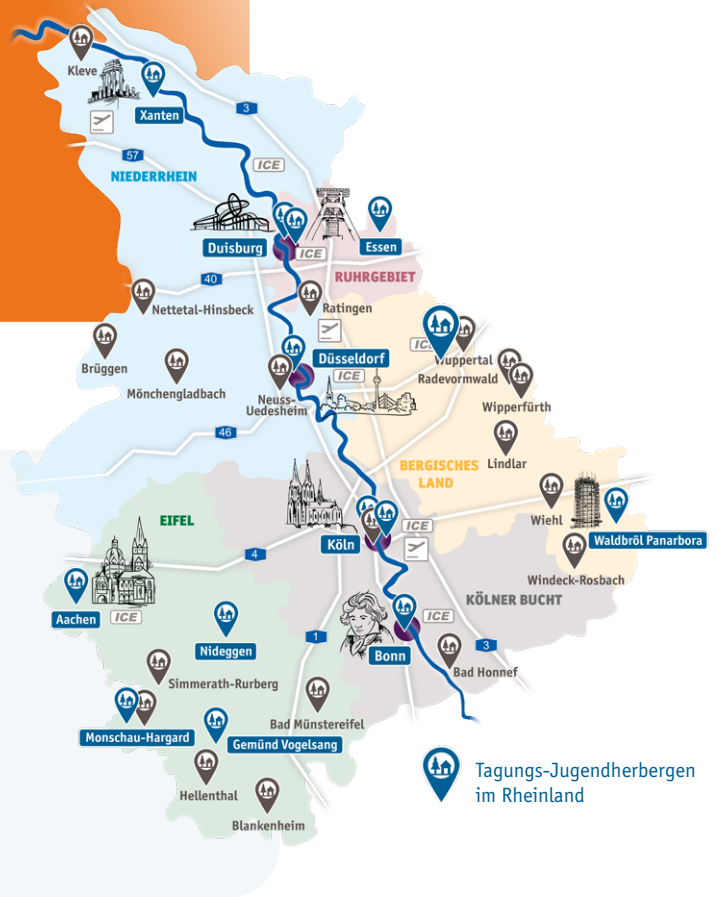 Kleve
Xanten
3
57
ICE
NIEDERRHEIN
Duisburg
ICE
Essen
RUHRGEBIET
40
Nettetal-Hinsbeck
Ratingen
Brüggen
Mönchengladbach
Düsseldorf
ICE
Neuss-
Uedesheim
ICE
Wuppertal
Radevormwald
Wipperfürth
46
Lindlar
BERGISCHES
LAND
EIFEL
Köln
ICE
Wiehl
Waldbröl Panarbora
4
Windeck-Rosbach
KÖLNER BUCHT
Aachen
ICE
Nideggen
1
ICE
Bonn
3
Bad Honnef
Simmerath-Rurberg
Bad Münstereifel
Monschau-Hargard
Gemünd Vogelsang
Hellenthal
Blankenheim
Tagungs-Jugendherbergen
im Rheinland